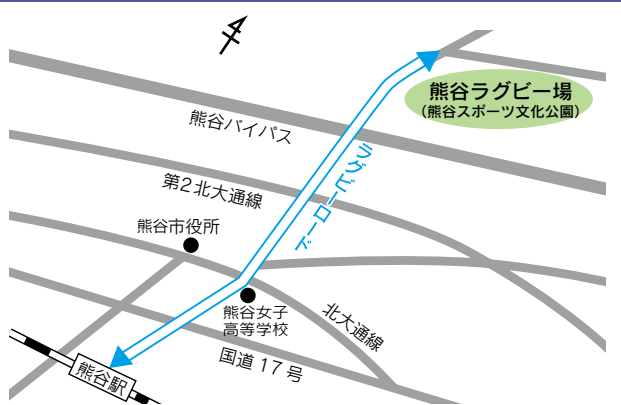 熊谷ラグビー場
(熊谷スポーツ文化公園)
熊谷バイパス
ラグビーロード
第2北大通線
熊谷市役所
熊谷女子
高等学校
北大通線
国道17号
熊谷駅